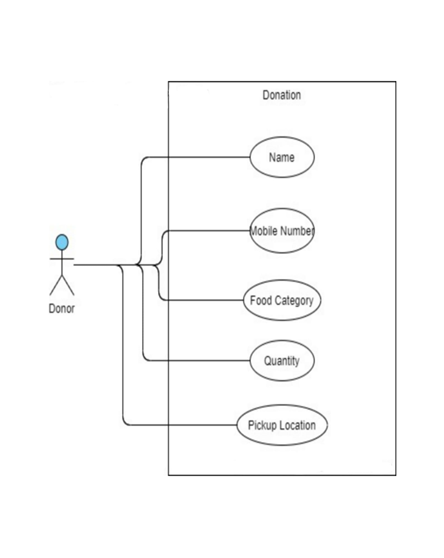 Donation
Name
Mobile Number
Donor
Food Category
Quantity
Pickup Location